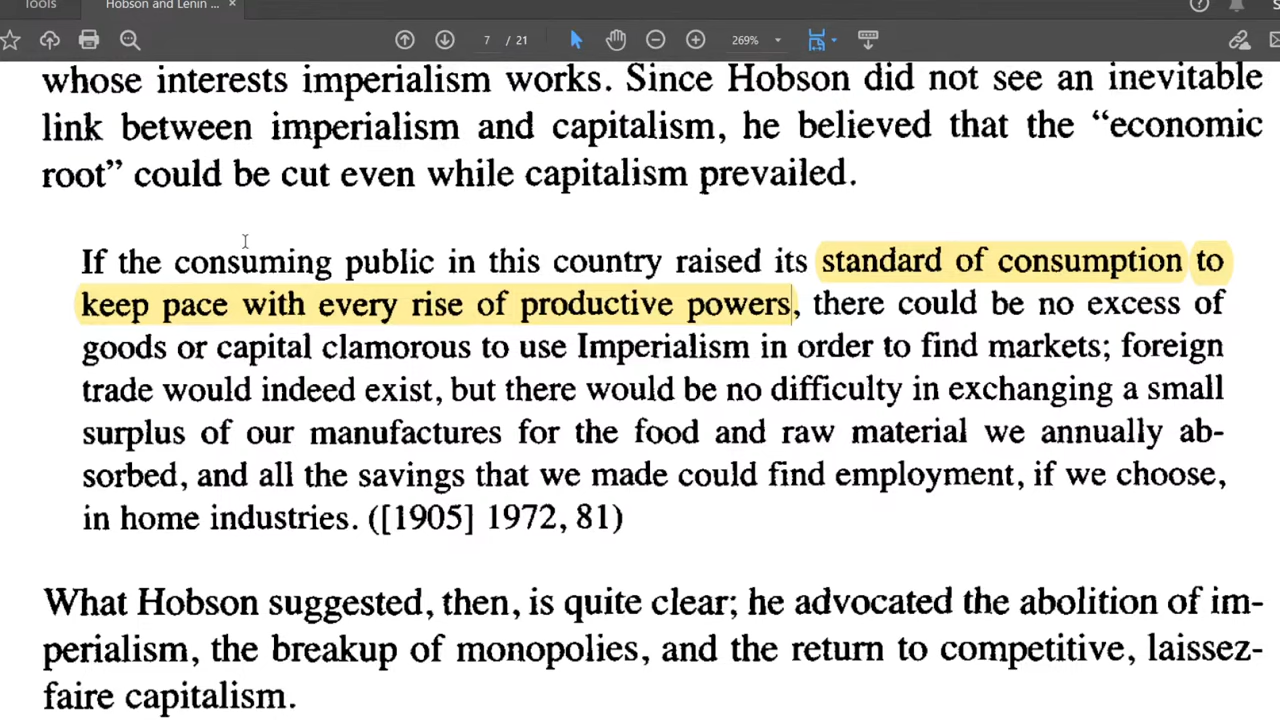 Tools
Hobson and Lenin ...
×
7 / 21
269%
whose interests imperialism works. Since Hobson did not see an inevitable
link between imperialism and capitalism, he believed that the “economic
root” could be cut even while capitalism prevailed.
If the consuming public in this country raised its standard of consumption to
keep pace with every rise of productive powers, there could be no excess of
goods or capital clamorous to use Imperialism in order to find markets; foreign
trade would indeed exist, but there would be no difficulty in exchanging a small
surplus of our manufactures for the food and raw material we annually ab-
sorbed, and all the savings that we made could find employment, if we choose,
in home industries. ([1905] 1972, 81)
What Hobson suggested, then, is quite clear; he advocated the abolition of im-
perialism, the breakup of monopolies, and the return to competitive, laissez-
faire capitalism.